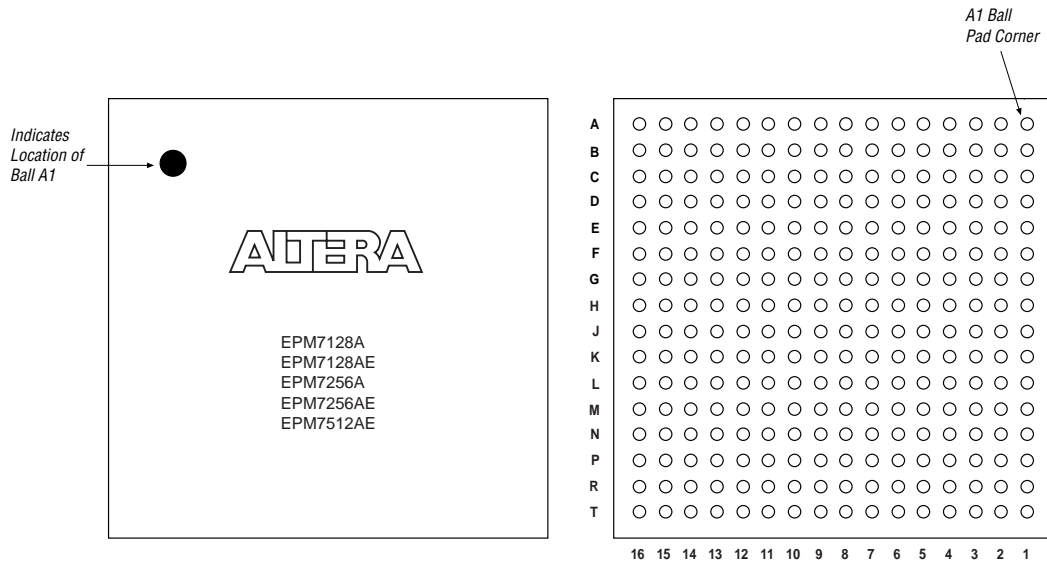 A1 Ball
Pad Corner
Indicates
Location of
Ball A1
ALTERA
EPM7128A
EPM7128AE
EPM7256A
EPM7256AE
EPM7512AE
A
B
C
D
E
F
G
H
J
K
L
M
N
P
R
T
16 15 14 13 12 11 10 9 8 7 6 5 4 3 2 1